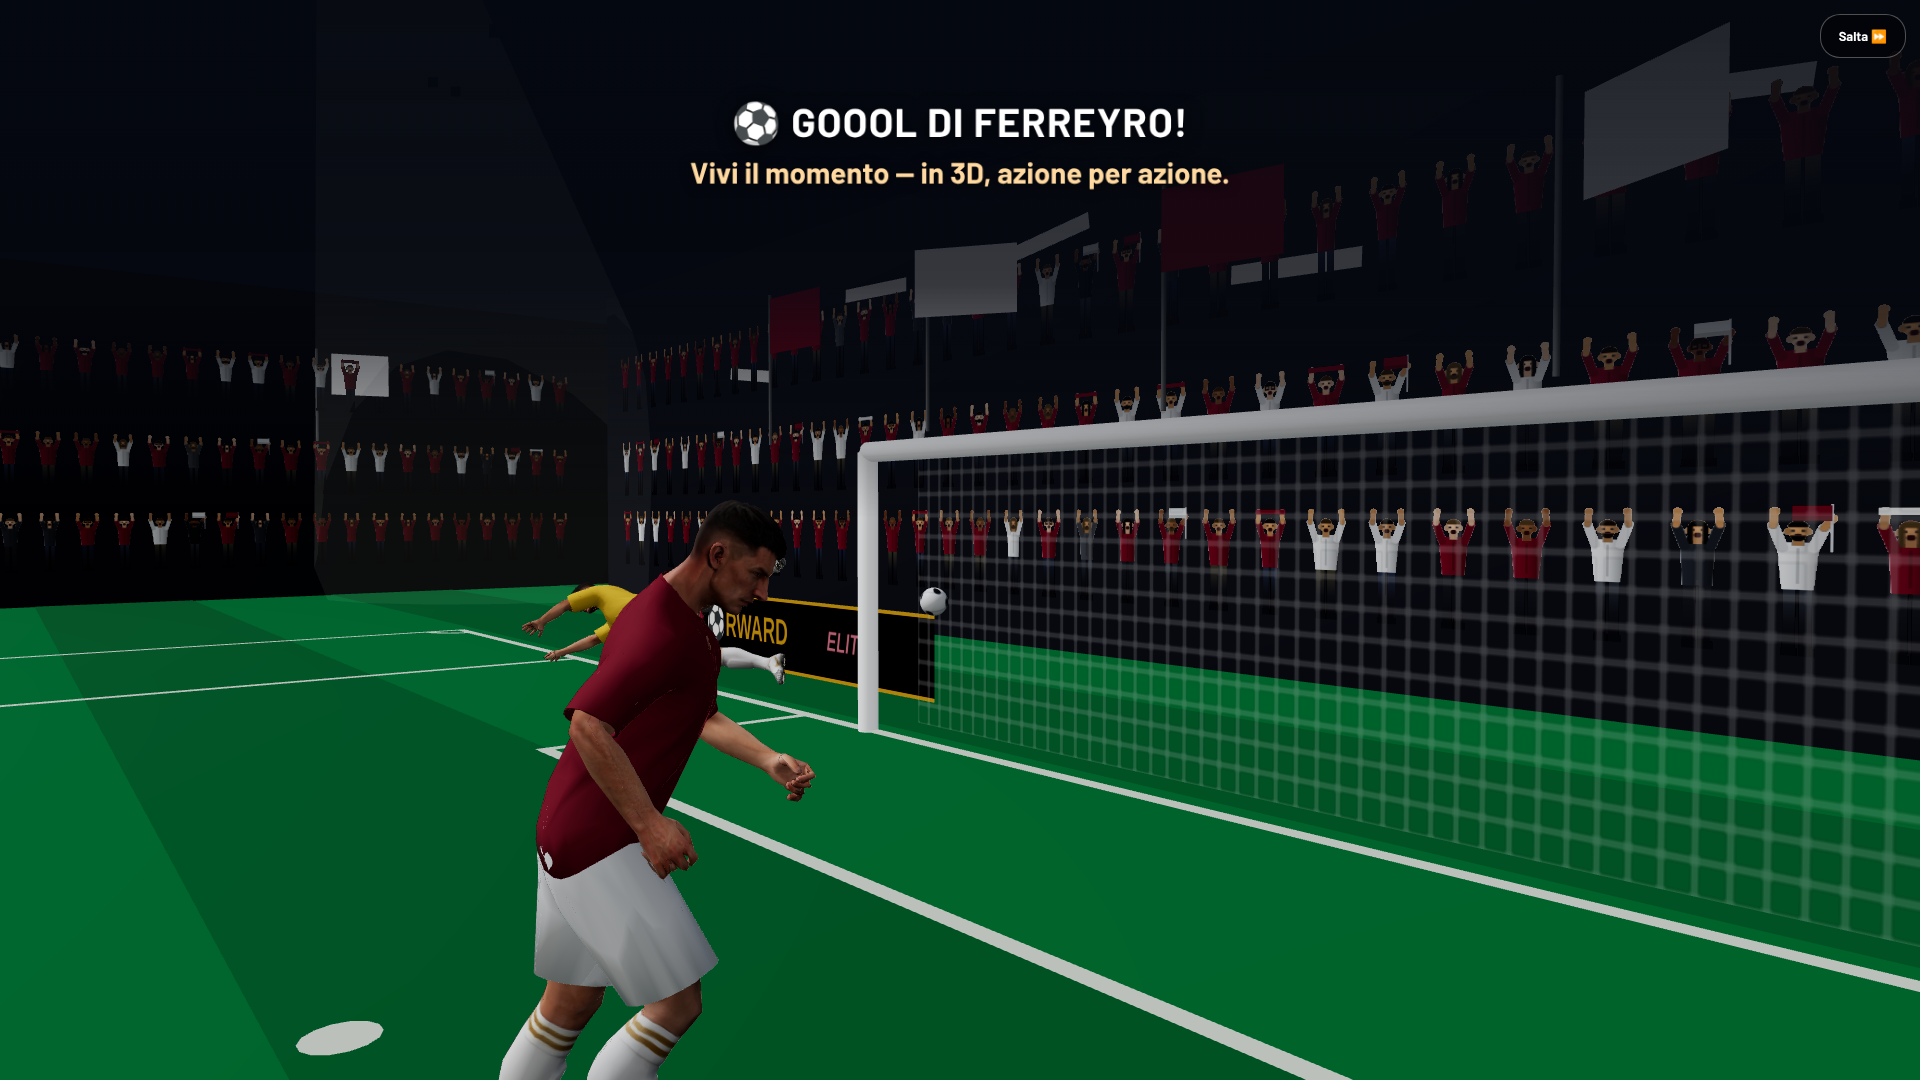 Salta
GOOOL DI FERREYRO!
Vivi il momento – in 3D, azione per azione.
RWARD
ELIT